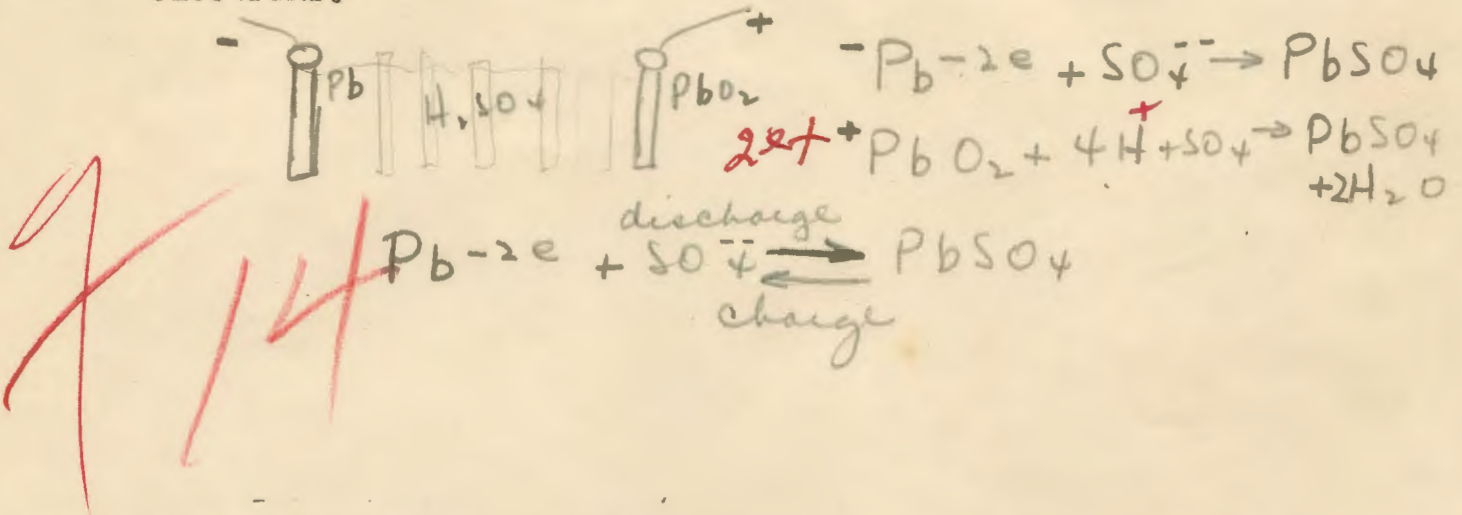 - Pb H₂SO₄ PbO₂ +
- Pb - 2e + SO₄⁻⁻ → PbSO₄
2e + + PbO₂ + 4H⁺ + SO₄ → PbSO₄
+ 2H₂O
discharge
Pb - 2e + SO₄⁻⁻ ⇄ PbSO₄
charge
14